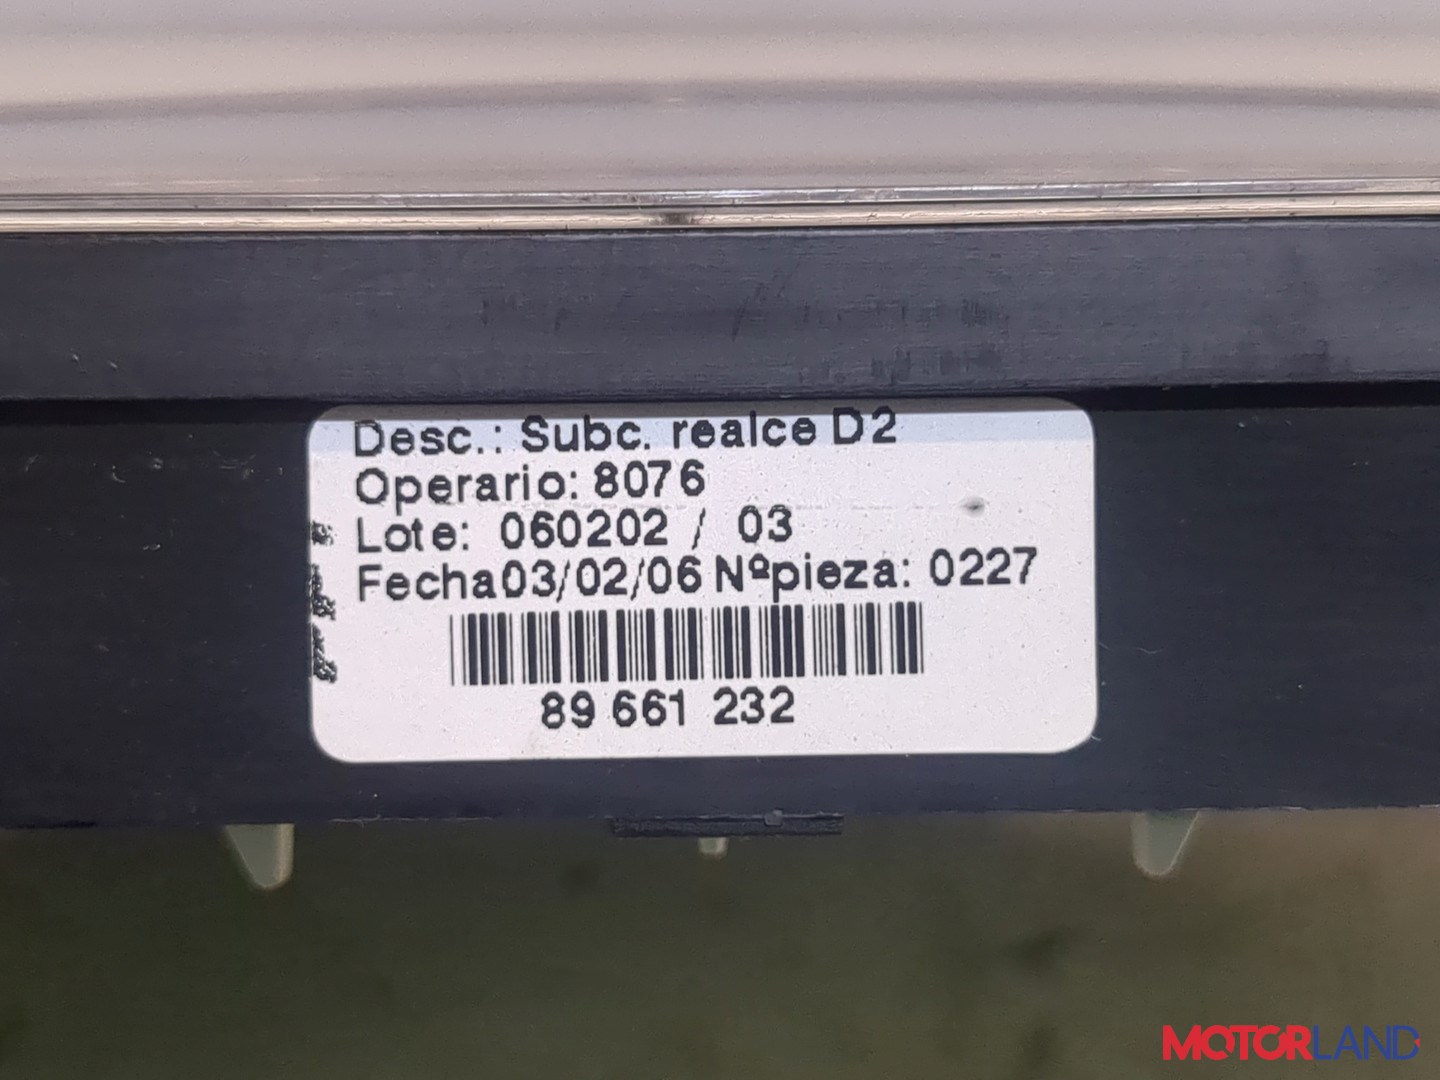 Desc.: Subc. realce D2
Operario: 8076
Lote: 060202 / 03
Fecha03/02/06 Nºpieza: 0227
89 661 232
MOTORLAND